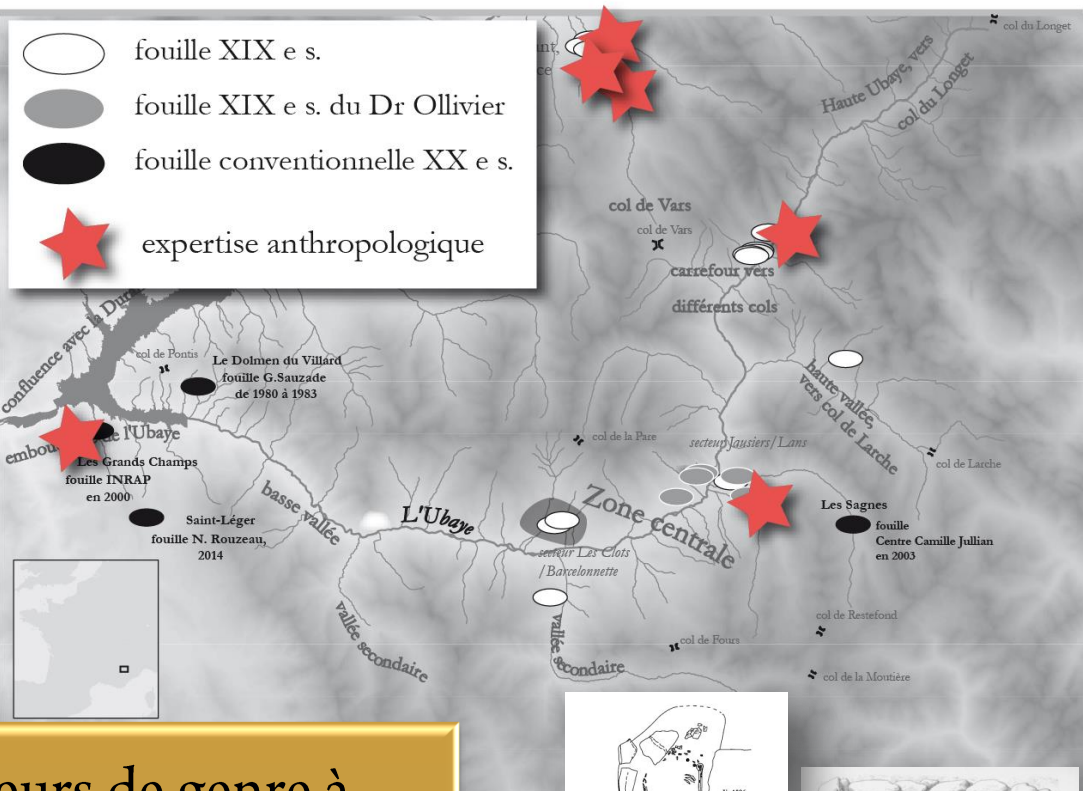 fouille XIX e s.
fouille XIX e s. du Dr Ollivier
fouille conventionnelle XX e s.
expertise anthropologique
col du Longet
Haute Ubaye, vers
col du Longet
col de Vars
col de Vars
carrefour vers
différents cols
confluence avec la
col de Pontis
Le Dolmen du Villard
fouille G.Sauzade
de 1980 à 1983
de l'Ubaye
Les Grands Champs
fouille INRAP
en 2000
Saint-Léger
fouille N. Rouzeau,
2014
basse vallée
L'Ubaye
col de la Pare
secteur Jausiers/Lans
Zone centrale
secteur Les Clots
/Barcelonnette
haute vallée,
vers col de Larche
col de Larche
Les Sagnes
fouille
Centre Camille Jullian
en 2003
vallée secondaire
vallée secondaire
col de Fours
col de Restefond
col de la Moutière
de genre à